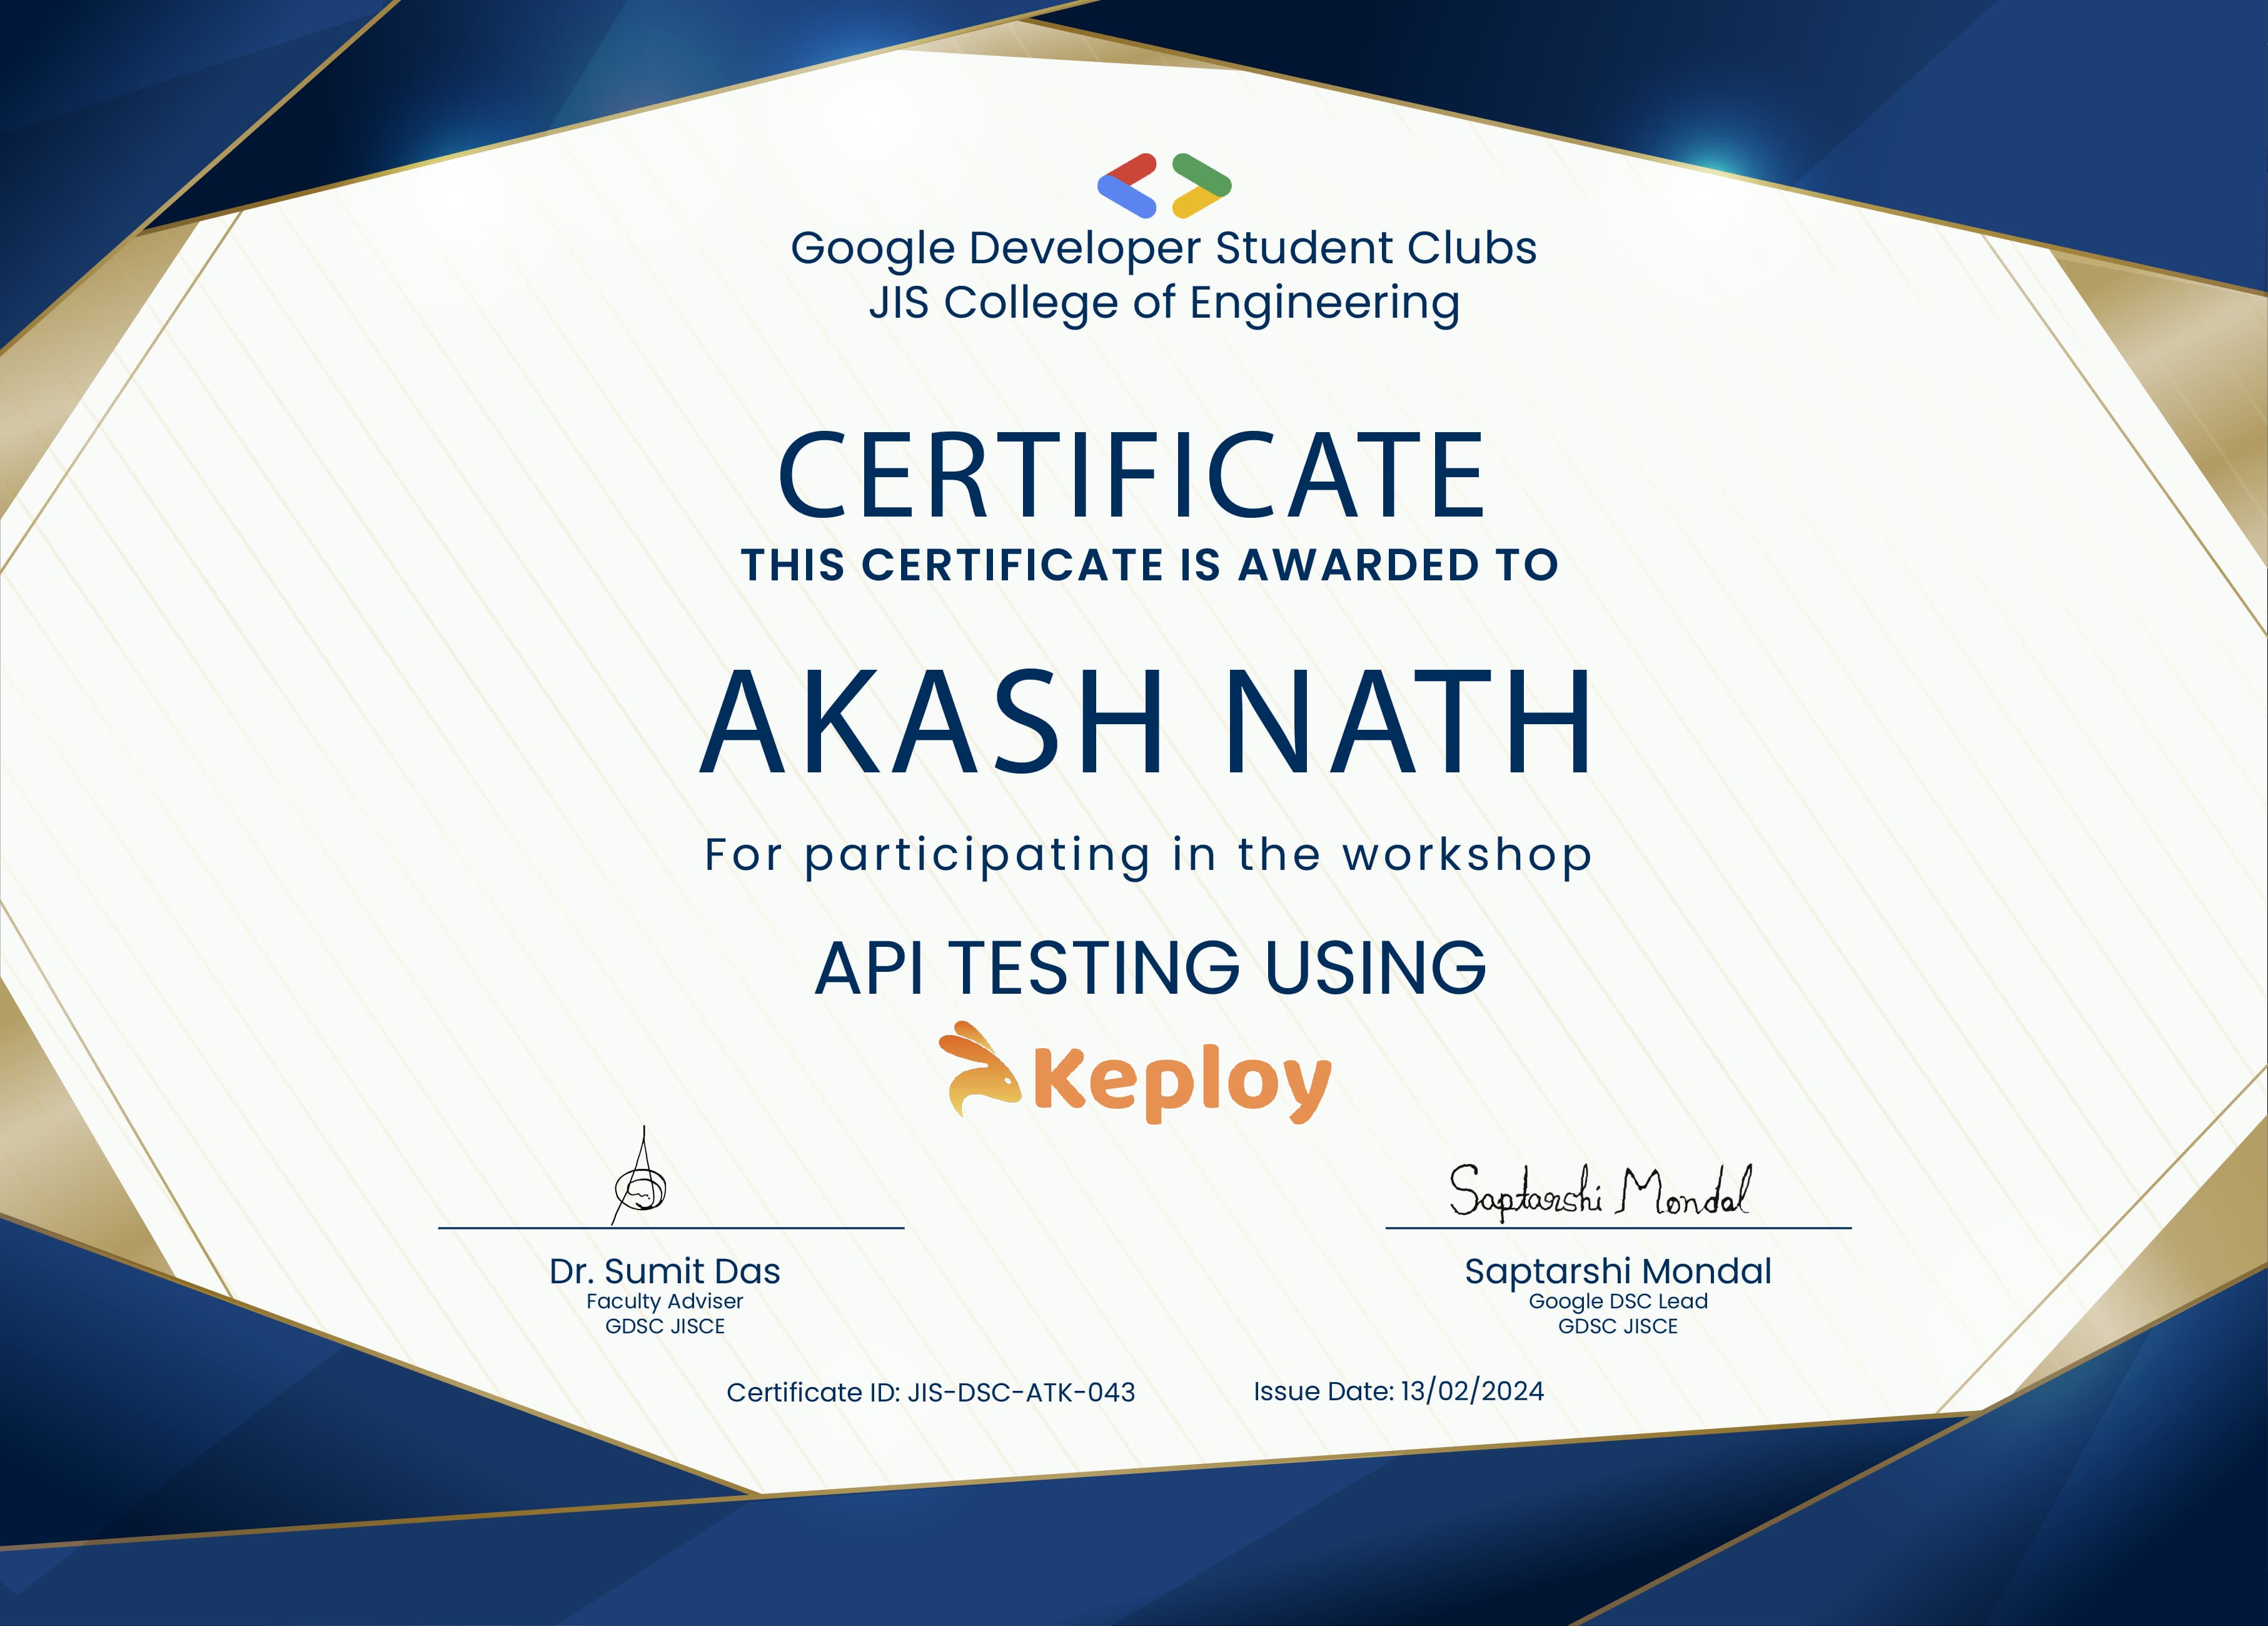 Google Developer Student Clubs
JIS College of Engineering
CERTIFICATE
THIS CERTIFICATE IS AWARDED TO
AKASH NATH
For participating in the workshop
API TESTING USING
Keploy
Saptarshi Mondal
Dr. Sumit Das
Faculty Adviser
GDSC JISCE
Saptarshi Mondal
Google DSC Lead
GDSC JISCE
Certificate ID: JIS-DSC-ATK-043
Issue Date: 13/02/2024